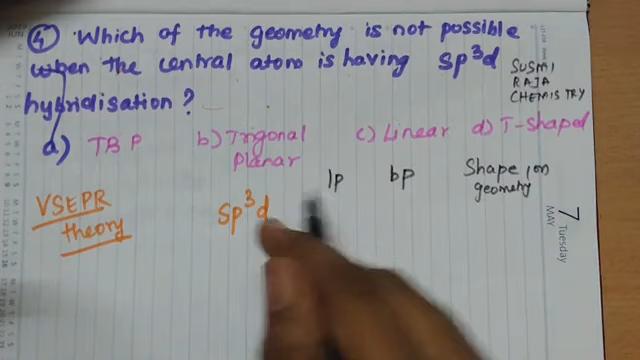 4) Which of the geometry is not possible
when the central atom is having sp³d
hybridisation ?
SUSMI
RAJA
CHEMISTRY
a) TBP b) Trigonal Planar c) Linear d) T-shaped
lp bp Shape / on geometry
VSEPR theory
sp³d
7 Tuesday
MAY